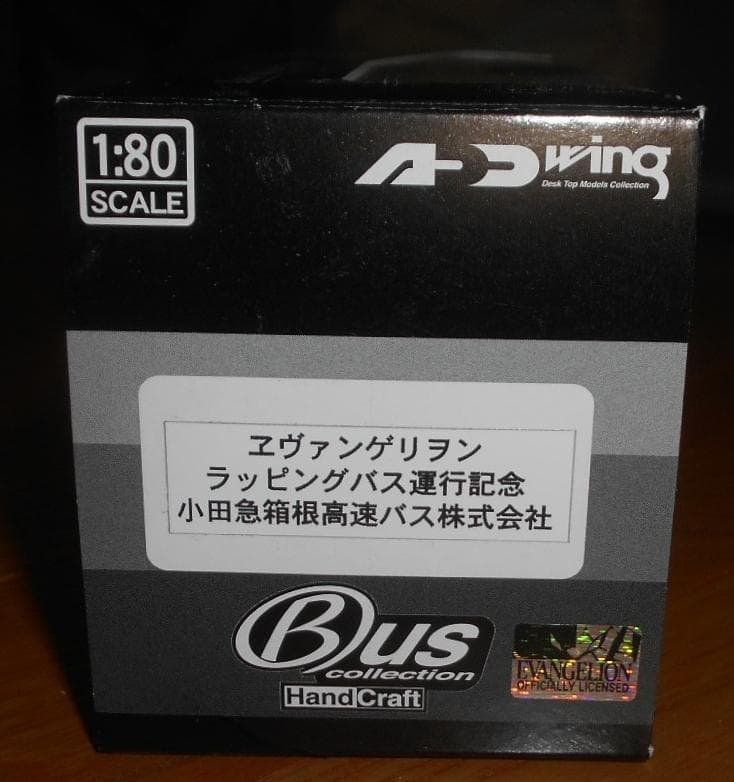 1:80
SCALE
ADDwing
Desk Top Models Collection
ヱヴァンゲリヲン
ラッピングバス運行記念
小田急箱根高速バス株式会社
Bus
collection
HandCraft
EVANGELION
OFFICIALLY LICENSED